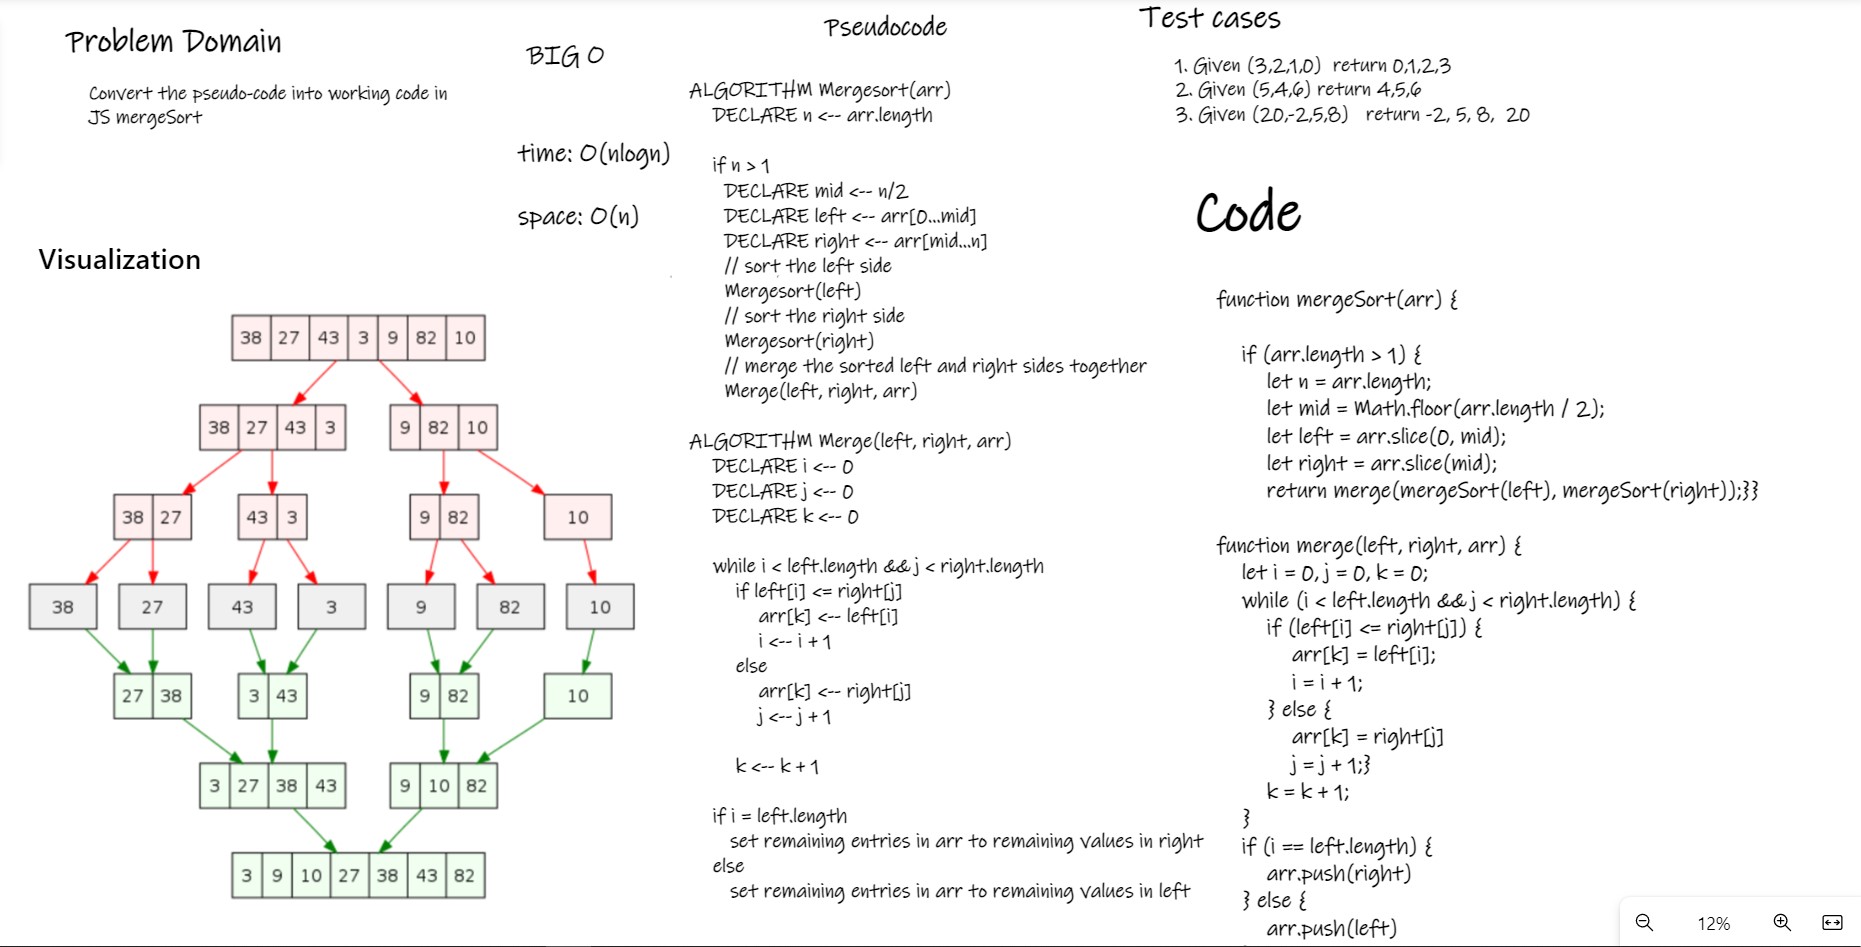 Problem Domain
Convert the pseudo-code into working code in
JS mergeSort
BIG O
time: O(nlogn)
space: O(n)
Visualization
38 27 43 3 9 82 10
38 27 43 3 9 82 10
38 27 43 3 9 82 10
38 27 43 3 9 82 10
27 38 3 43 9 82 10
3 27 38 43 9 10 82
3 9 10 27 38 43 82
Pseudocode
ALGORITHM Mergesort(arr)
DECLARE n <-- arr.length
if n > 1
DECLARE mid <-- n/2
DECLARE left <-- arr[0...mid]
DECLARE right <-- arr[mid...n]
// sort the left side
Mergesort(left)
// sort the right side
Mergesort(right)
// merge the sorted left and right sides together
Merge(left, right, arr)
ALGORITHM Merge(left, right, arr)
DECLARE i <-- 0
DECLARE j <-- 0
DECLARE k <-- 0
while i < left.length && j < right.length
if left[i] <= right[j]
arr[k] <-- left[i]
i <-- i + 1
else
arr[k] <-- right[j]
j <-- j + 1
k <-- k + 1
if i = left.length
set remaining entries in arr to remaining values in right
else
set remaining entries in arr to remaining values in left
Test cases
1. Given (3,2,1,0) return 0,1,2,3
2. Given (5,4,6) return 4,5,6
3. Given (20,-2,5,8) return -2, 5, 8, 20
Code
function mergeSort(arr) {
if (arr.length > 1) {
let n = arr.length;
let mid = Math.floor(arr.length / 2);
let left = arr.slice(0, mid);
let right = arr.slice(mid);
return merge(mergeSort(left), mergeSort(right));}}
function merge(left, right, arr) {
let i = 0, j = 0, k = 0;
while (i < left.length && j < right.length) {
if (left[i] <= right[j]) {
arr[k] = left[i];
i = i + 1;
} else {
arr[k] = right[j]
j = j + 1;}
k = k + 1;
}
if (i == left.length) {
arr.push(right)
} else {
arr.push(left)
12%